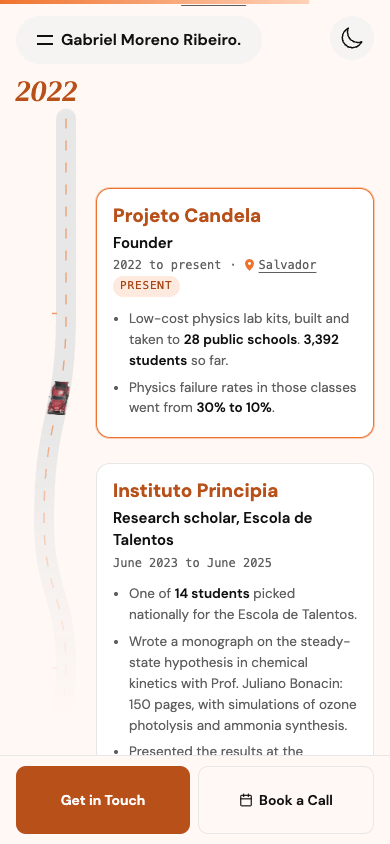 Gabriel Moreno Ribeiro.
2022
Projeto Candela
Founder
2022 to present · Salvador
PRESENT
• Low-cost physics lab kits, built and
taken to 28 public schools. 3,392
students so far.
• Physics failure rates in those classes
went from 30% to 10%.
Instituto Principia
Research scholar, Escola de
Talentos
June 2023 to June 2025
• One of 14 students picked
nationally for the Escola de Talentos.
• Wrote a monograph on the steady-
state hypothesis in chemical
kinetics with Prof. Juliano Bonacin:
150 pages, with simulations of ozone
photolysis and ammonia synthesis.
• Presented the results at the
Get in Touch
Book a Call